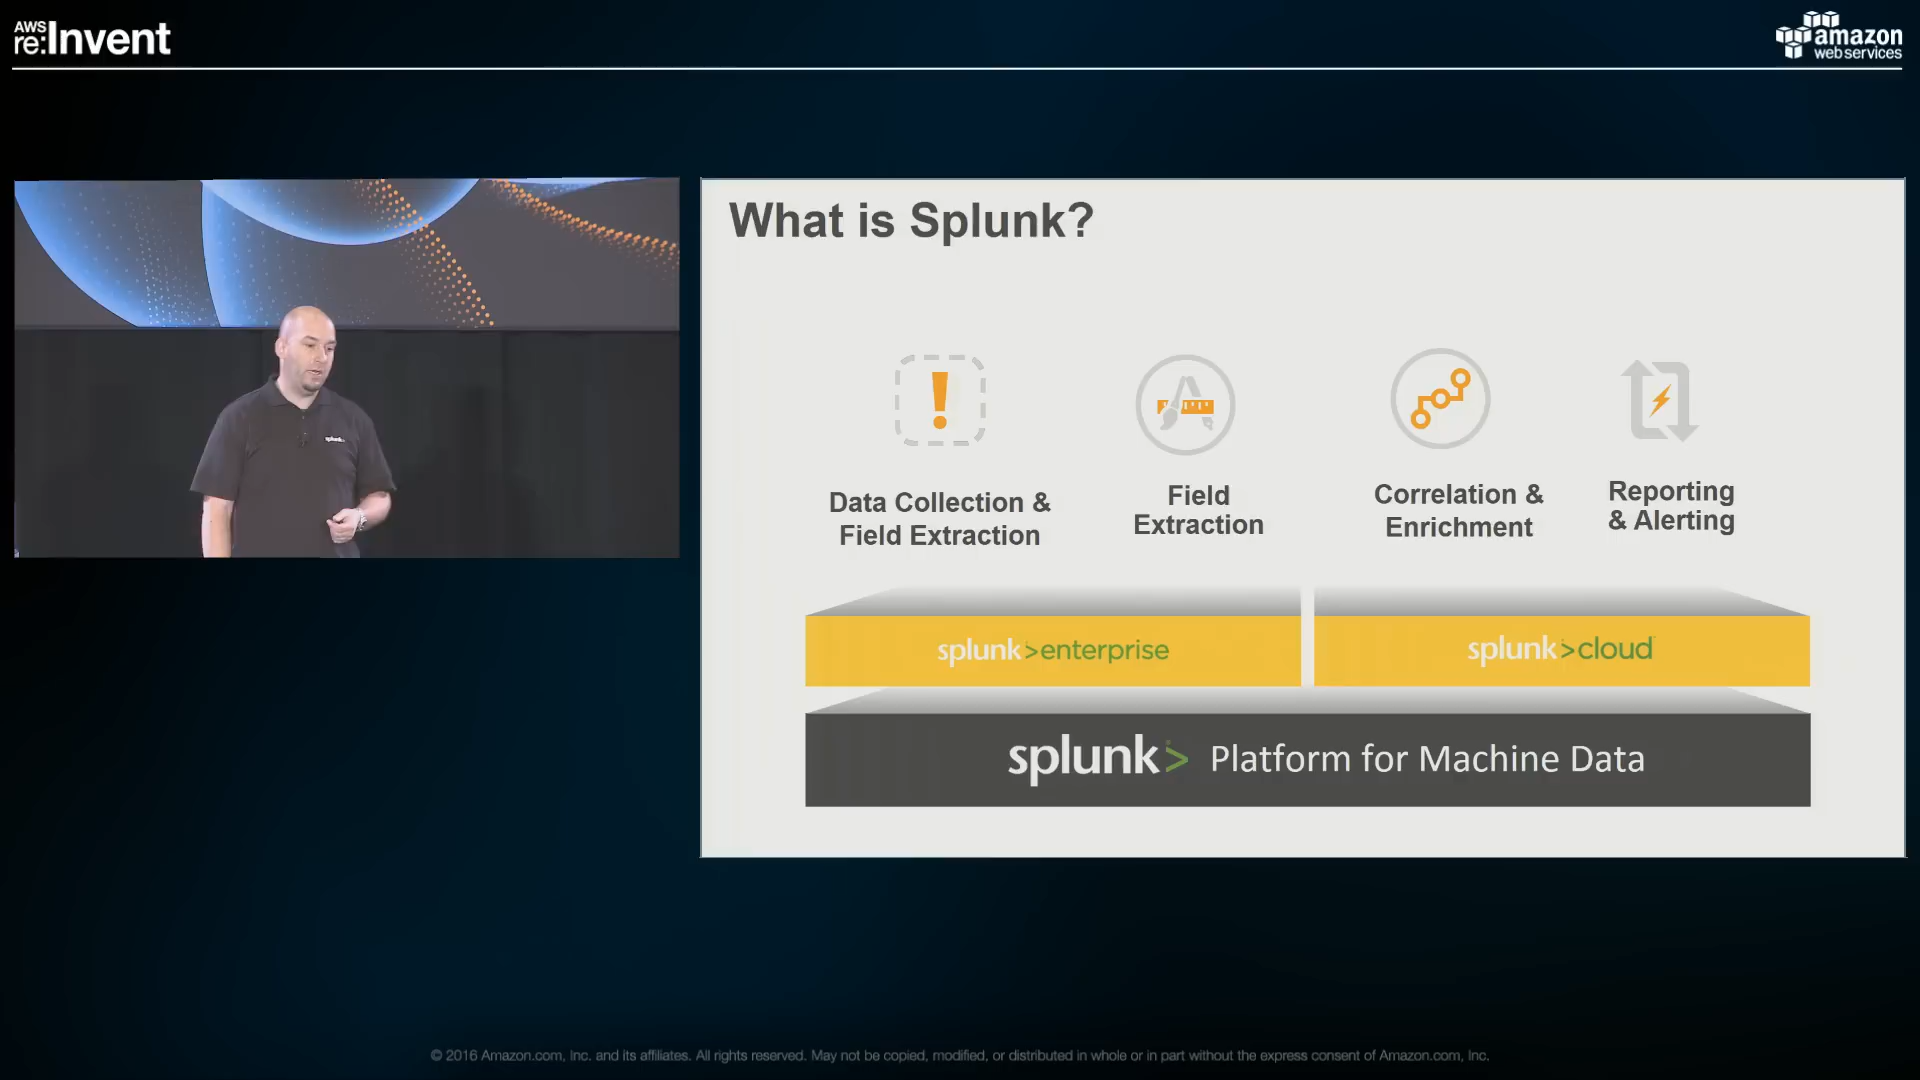 AWS
re:Invent
amazon
webservices
What is Splunk?
Data Collection &
Field Extraction
Field
Extraction
Correlation &
Enrichment
Reporting
& Alerting
splunk>enterprise
splunk>cloud
splunk> Platform for Machine Data
splunk>
© 2016 Amazon.com, Inc. and its affiliates. All rights reserved. May not be copied, modified, or distributed in whole or in part without the express consent of Amazon.com, Inc.